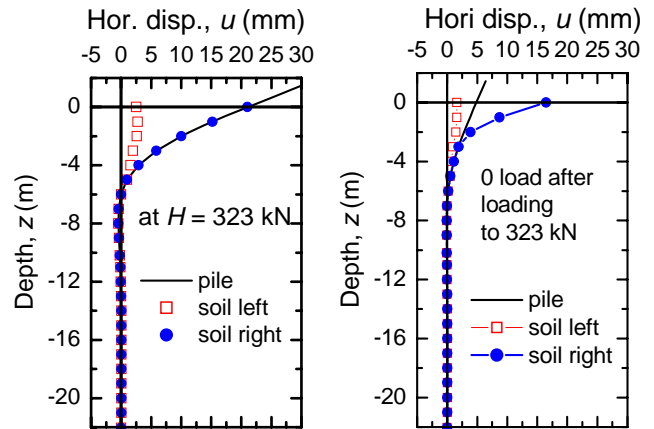 Hor. disp., u (mm)
-5 0 5 10 15 20 25 30
0
-4
-8
-12
-16
-20
Depth, z (m)
at H = 323 kN
pile
soil left
soil right
Hori disp., u (mm)
-5 0 5 10 15 20 25 30
0
-4
-8
-12
-16
-20
Depth, z (m)
0 load after
loading
to 323 kN
pile
soil left
soil right